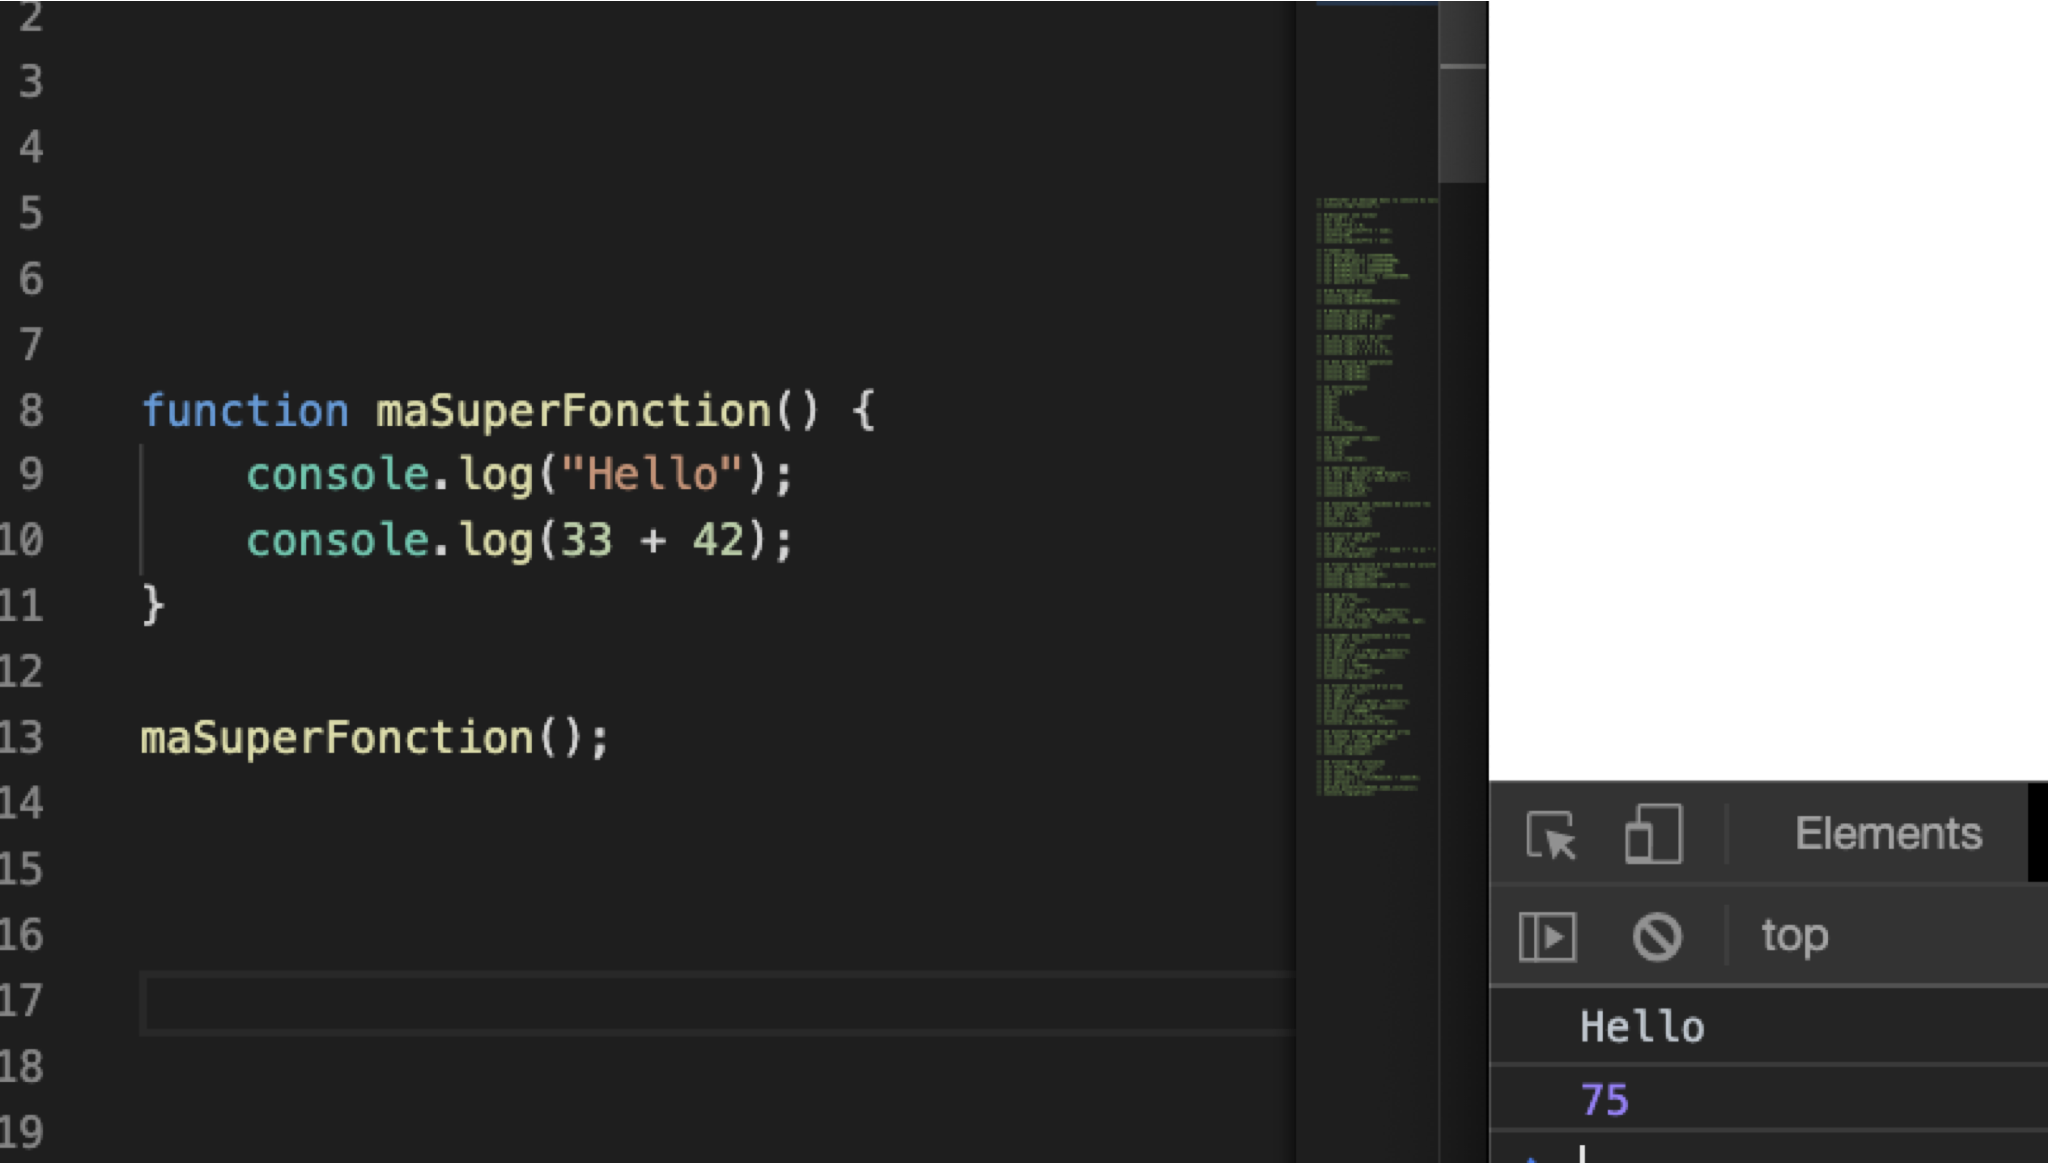 2
3
4
5
6
7
8 function maSuperFonction() {
9 console.log("Hello");
10 console.log(33 + 42);
11 }
12
13 maSuperFonction();
14
15
16
17
18
19
Elements
top
Hello
75